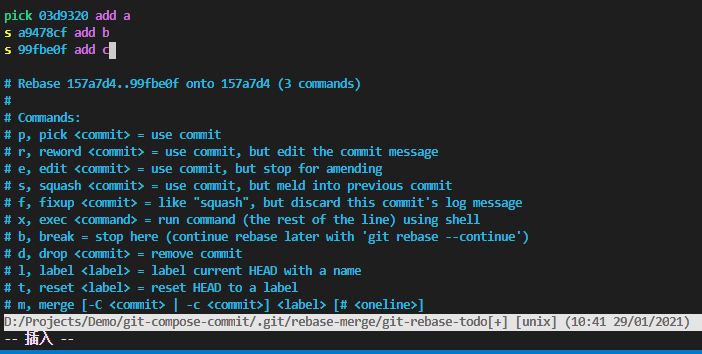 pick 03d9320 add a
s a9478cf add b
s 99fbe0f add c

# Rebase 157a7d4..99fbe0f onto 157a7d4 (3 commands)
#
# Commands:
# p, pick <commit> = use commit
# r, reword <commit> = use commit, but edit the commit message
# e, edit <commit> = use commit, but stop for amending
# s, squash <commit> = use commit, but meld into previous commit
# f, fixup <commit> = like "squash", but discard this commit's log message
# x, exec <command> = run command (the rest of the line) using shell
# b, break = stop here (continue rebase later with 'git rebase --continue')
# d, drop <commit> = remove commit
# l, label <label> = label current HEAD with a name
# t, reset <label> = reset HEAD to a label
# m, merge [-C <commit> | -c <commit>] <label> [# <oneline>]
D:/Projects/Demo/git-compose-commit/.git/rebase-merge/git-rebase-todo[+] [unix] (10:41 29/01/2021)
-- 插入 --